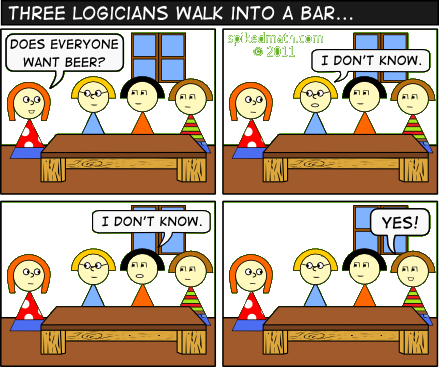 THREE LOGICIANS WALK INTO A BAR...
DOES EVERYONE
WANT BEER?
spikedmath.com
© 2011
I DON'T KNOW.
I DON'T KNOW.
YES!